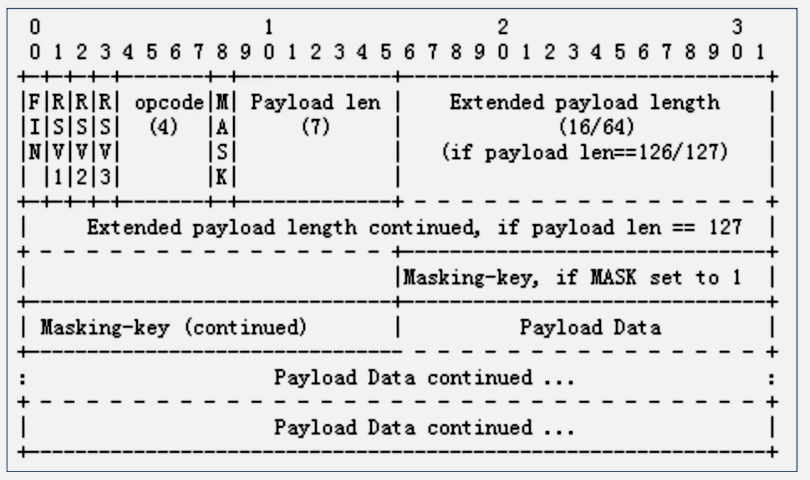 0                   1                   2                   3
 0 1 2 3 4 5 6 7 8 9 0 1 2 3 4 5 6 7 8 9 0 1 2 3 4 5 6 7 8 9 0 1
+-+-+-+-+-------+-+-------------+-------------------------------+
|F|R|R|R| opcode|M| Payload len |    Extended payload length    |
|I|S|S|S|  (4)  |A|     (7)     |             (16/64)           |
|N|V|V|V|       |S|             |   (if payload len==126/127)   |
| |1|2|3|       |K|             |                               |
+-+-+-+-+-------+-+-------------+ - - - - - - - - - - - - - - - +
|     Extended payload length continued, if payload len == 127  |
+ - - - - - - - - - - - - - - - +-------------------------------+
|                               |Masking-key, if MASK set to 1  |
+-------------------------------+-------------------------------+
| Masking-key (continued)       |          Payload Data         |
+-------------------------------- - - - - - - - - - - - - - - - +
:                     Payload Data continued ...                :
+ - - - - - - - - - - - - - - - - - - - - - - - - - - - - - - - +
|                     Payload Data continued ...                |
+---------------------------------------------------------------+